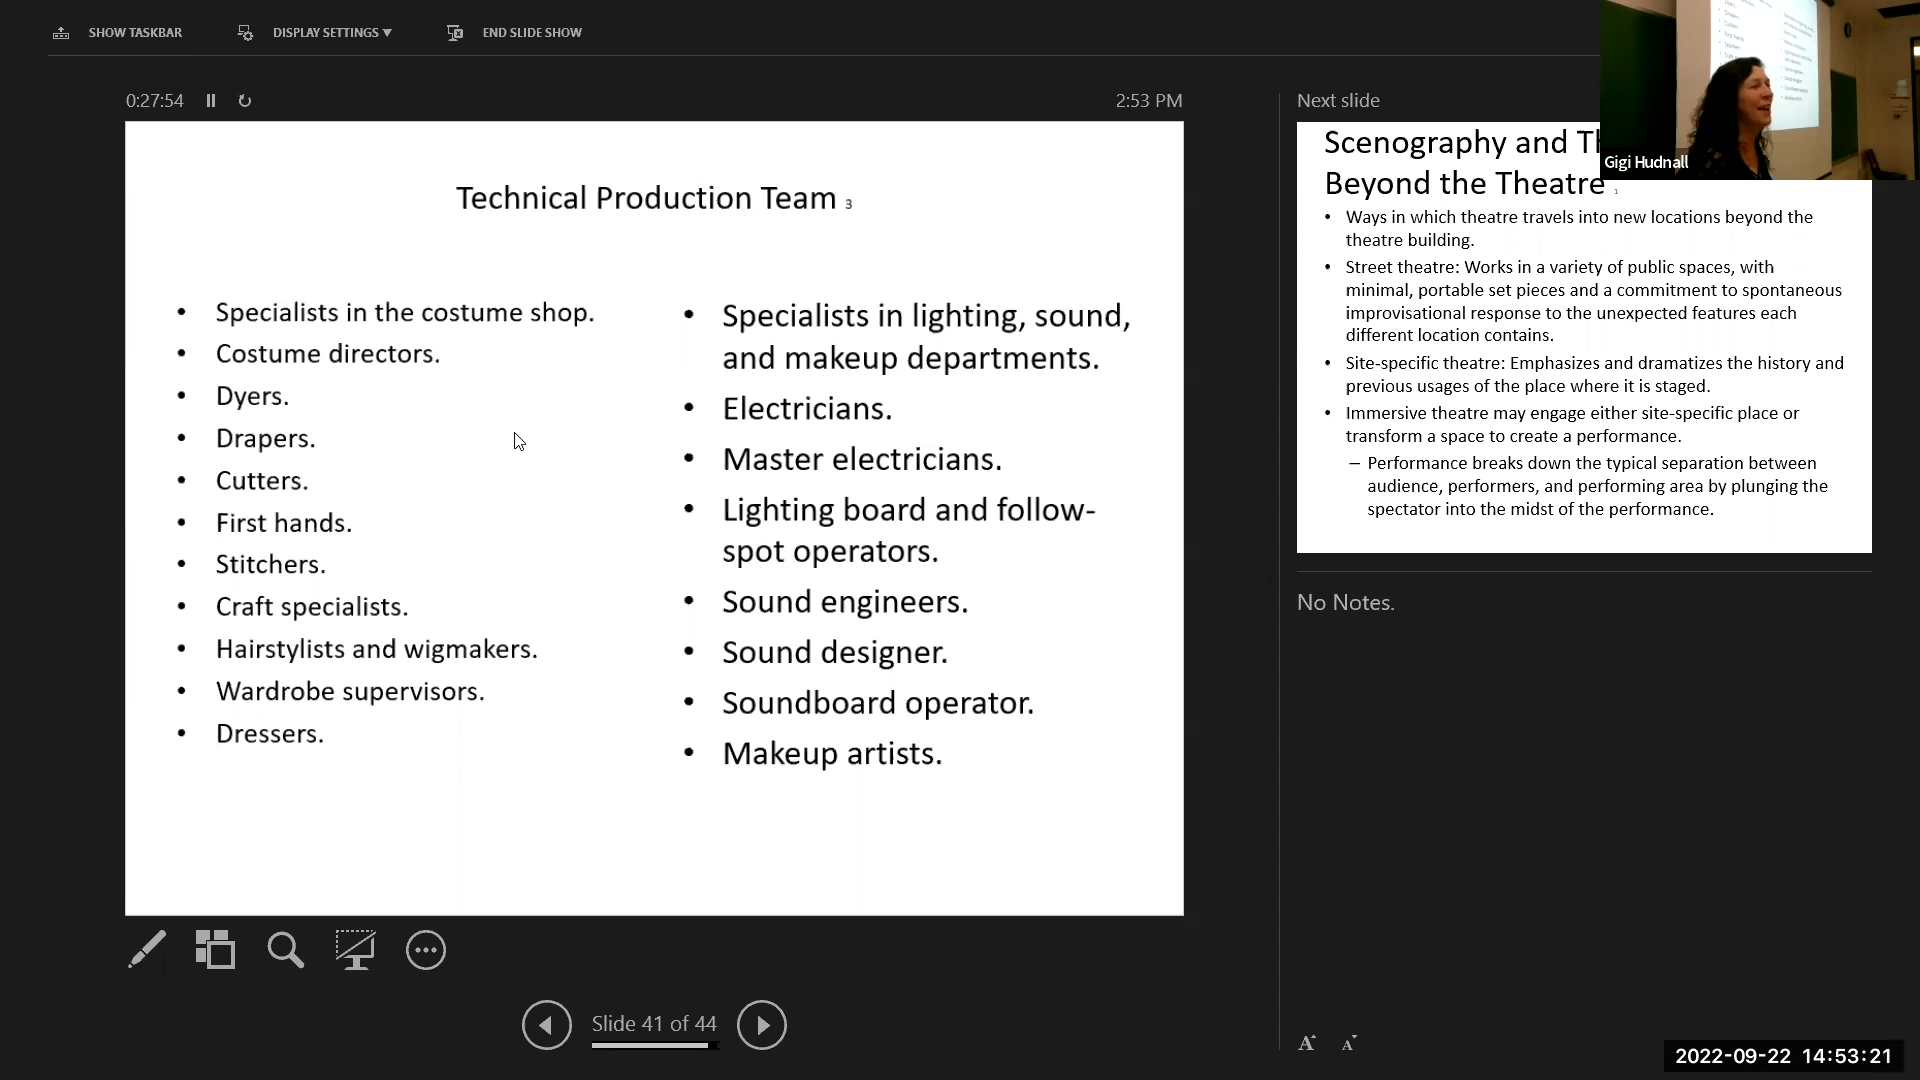 SHOW TASKBAR
DISPLAY SETTINGS ▼
END SLIDE SHOW
0:27:54
2:53 PM
Technical Production Team 3
• Specialists in the costume shop.
• Costume directors.
• Dyers.
• Drapers.
• Cutters.
• First hands.
• Stitchers.
• Craft specialists.
• Hairstylists and wigmakers.
• Wardrobe supervisors.
• Dressers.
• Specialists in lighting, sound,
and makeup departments.
• Electricians.
• Master electricians.
• Lighting board and follow-
spot operators.
• Sound engineers.
• Sound designer.
• Soundboard operator.
• Makeup artists.
Slide 41 of 44
Next slide
Scenography and
Beyond the Theatre 1
• Ways in which theatre travels into new locations beyond the
theatre building.
• Street theatre: Works in a variety of public spaces, with
minimal, portable set pieces and a commitment to spontaneous
improvisational response to the unexpected features each
different location contains.
• Site-specific theatre: Emphasizes and dramatizes the history and
previous usages of the place where it is staged.
• Immersive theatre may engage either site-specific place or
transform a space to create a performance.
– Performance breaks down the typical separation between
audience, performers, and performing area by plunging the
spectator into the midst of the performance.
Gigi Hudnall
No Notes.
A A
2022-09-22 14:53:21